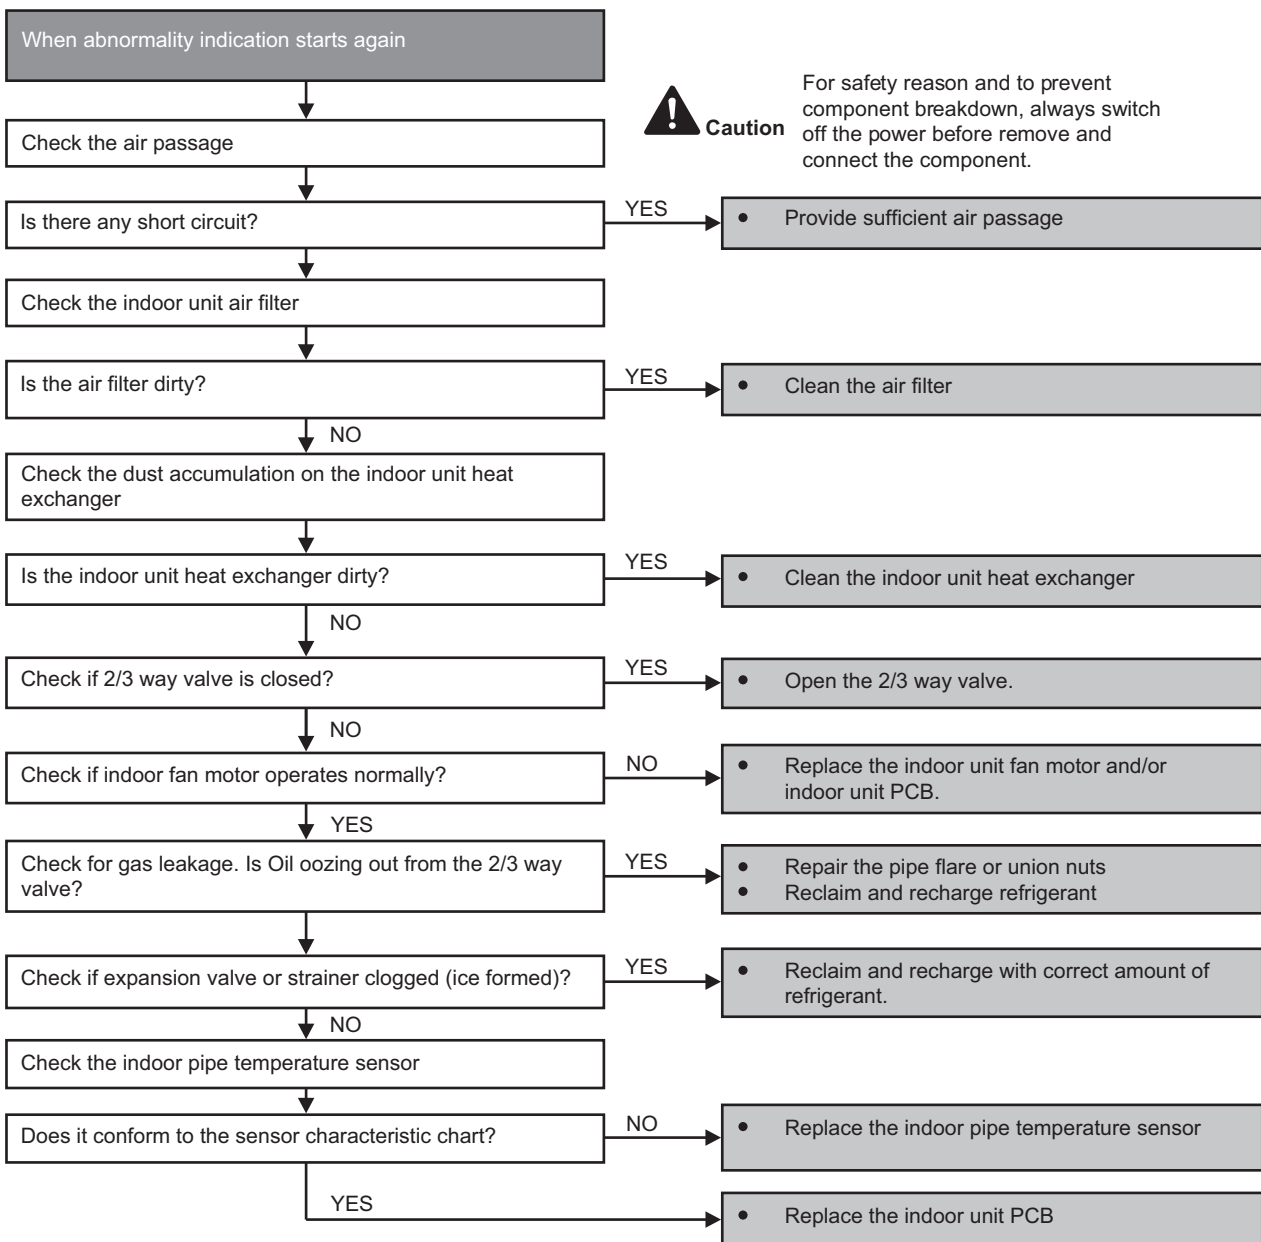 When abnormality indication starts again
Caution
For safety reason and to prevent
component breakdown, always switch
off the power before remove and
connect the component.
Check the air passage
Is there any short circuit?
YES
• Provide sufficient air passage
Check the indoor unit air filter
Is the air filter dirty?
YES
• Clean the air filter
NO
Check the dust accumulation on the indoor unit heat
exchanger
Is the indoor unit heat exchanger dirty?
YES
• Clean the indoor unit heat exchanger
NO
Check if 2/3 way valve is closed?
YES
• Open the 2/3 way valve.
NO
Check if indoor fan motor operates normally?
NO
• Replace the indoor unit fan motor and/or
indoor unit PCB.
YES
Check for gas leakage. Is Oil oozing out from the 2/3 way
valve?
YES
• Repair the pipe flare or union nuts
• Reclaim and recharge refrigerant
Check if expansion valve or strainer clogged (ice formed)?
YES
• Reclaim and recharge with correct amount of
refrigerant.
NO
Check the indoor pipe temperature sensor
Does it conform to the sensor characteristic chart?
NO
• Replace the indoor pipe temperature sensor
YES
• Replace the indoor unit PCB